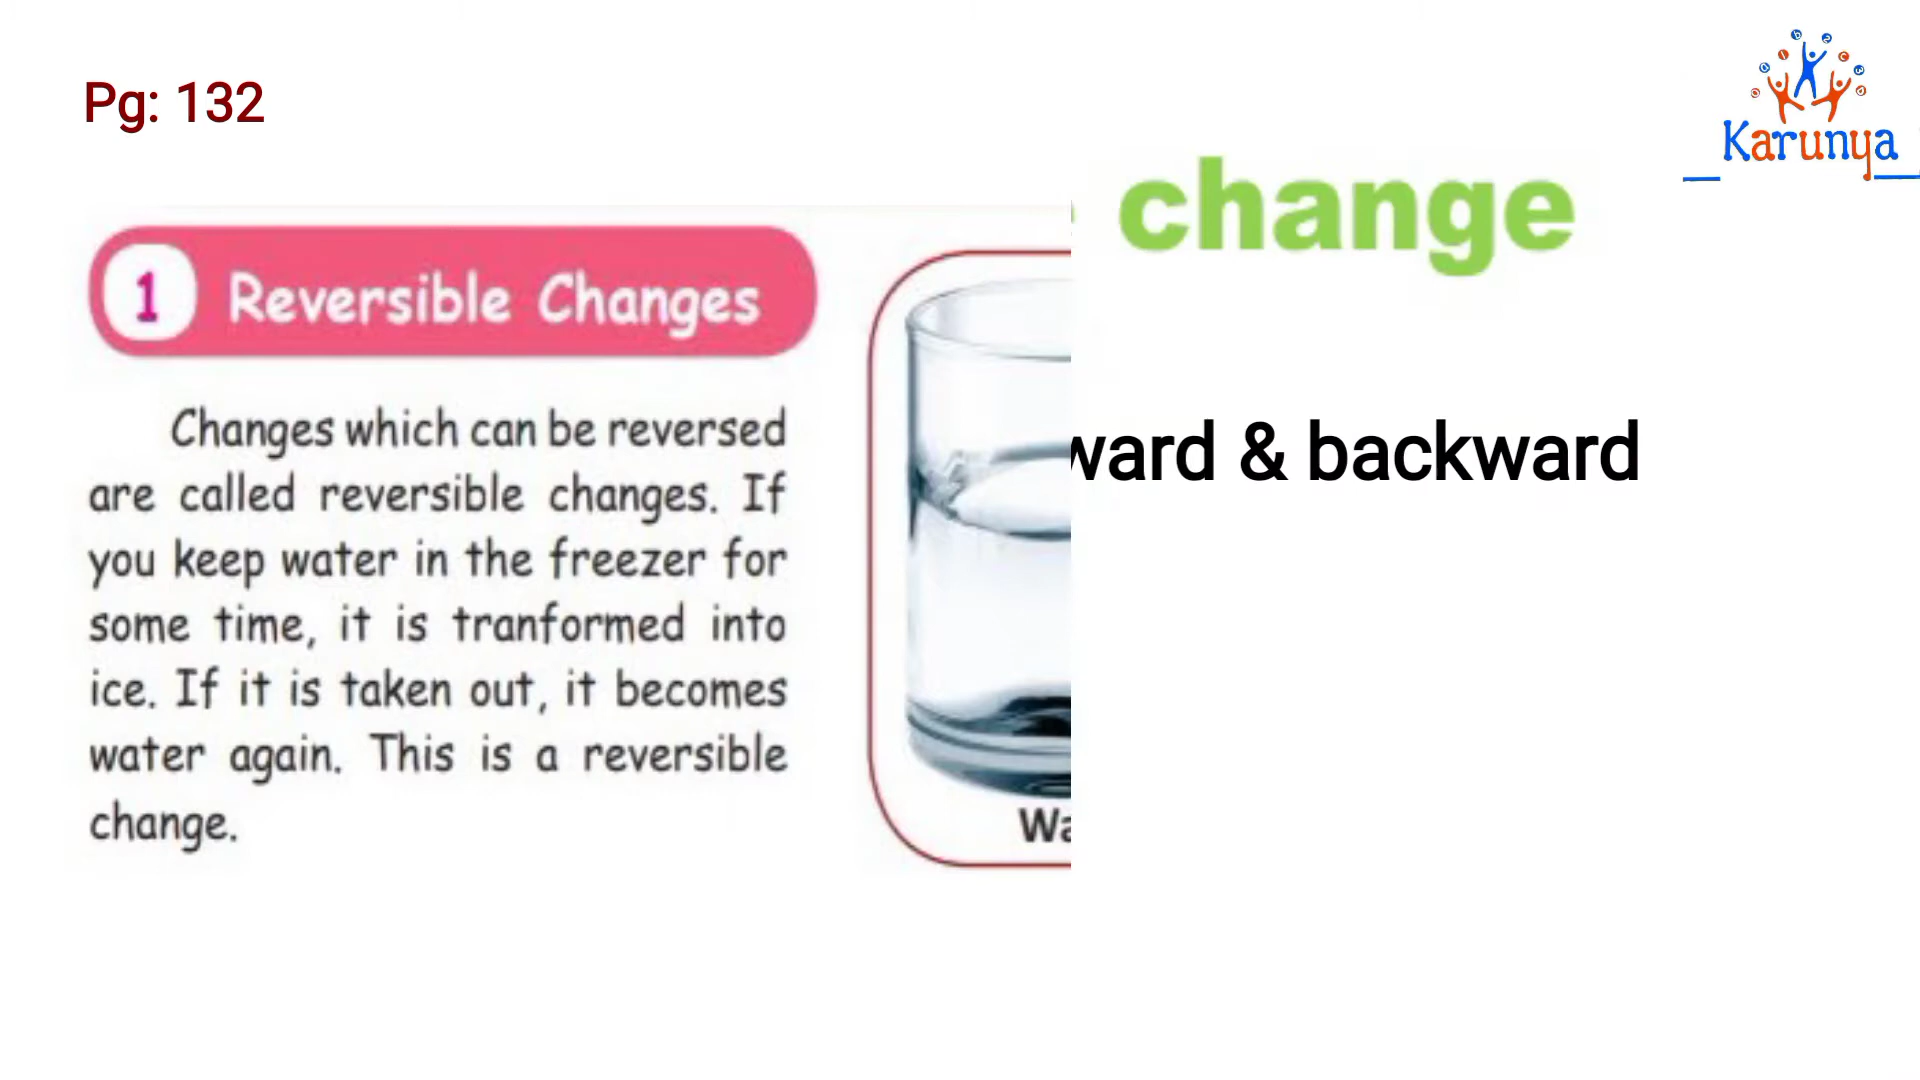 Pg: 132
Karunya
change
1 Reversible Changes
Changes which can be reversed
are called reversible changes. If
you keep water in the freezer for
some time, it is tranformed into
ice. If it is taken out, it becomes
water again. This is a reversible
change.
ward & backward
Wa